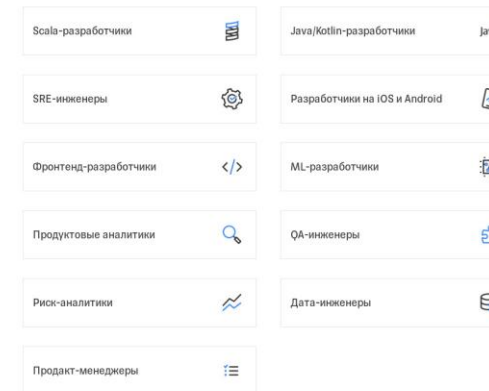 Scala-разработчики
Java/Kotlin-разработчики
SRE-инженеры
Разработчики на iOS и Android
Фронтенд-разработчики
ML-разработчики
Продуктовые аналитики
QA-инженеры
Риск-аналитики
Дата-инженеры
Продакт-менеджеры